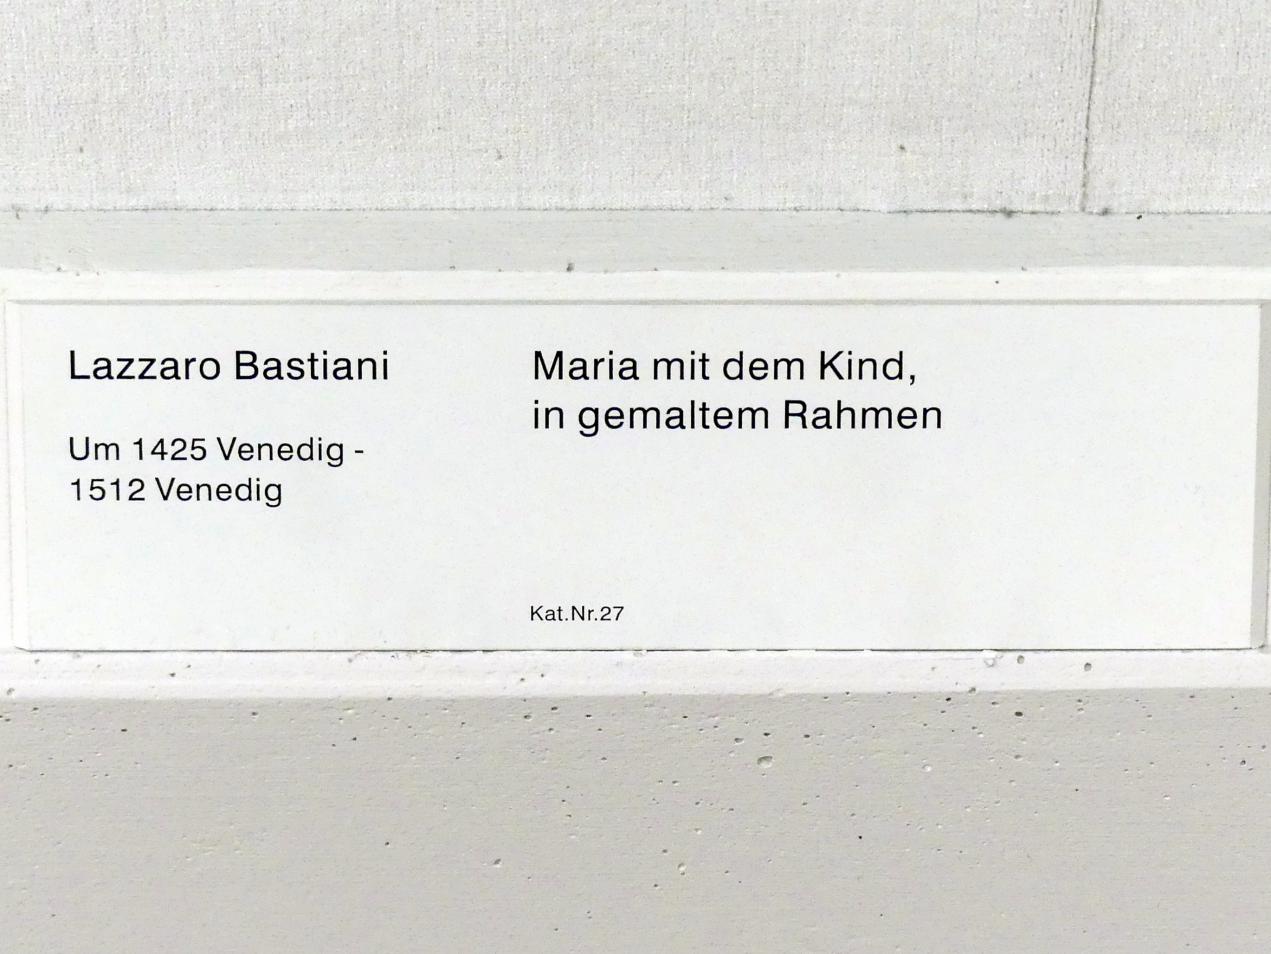 Lazzaro Bastiani
Um 1425 Venedig -
1512 Venedig
Maria mit dem Kind,
in gemaltem Rahmen
Kat.Nr.27